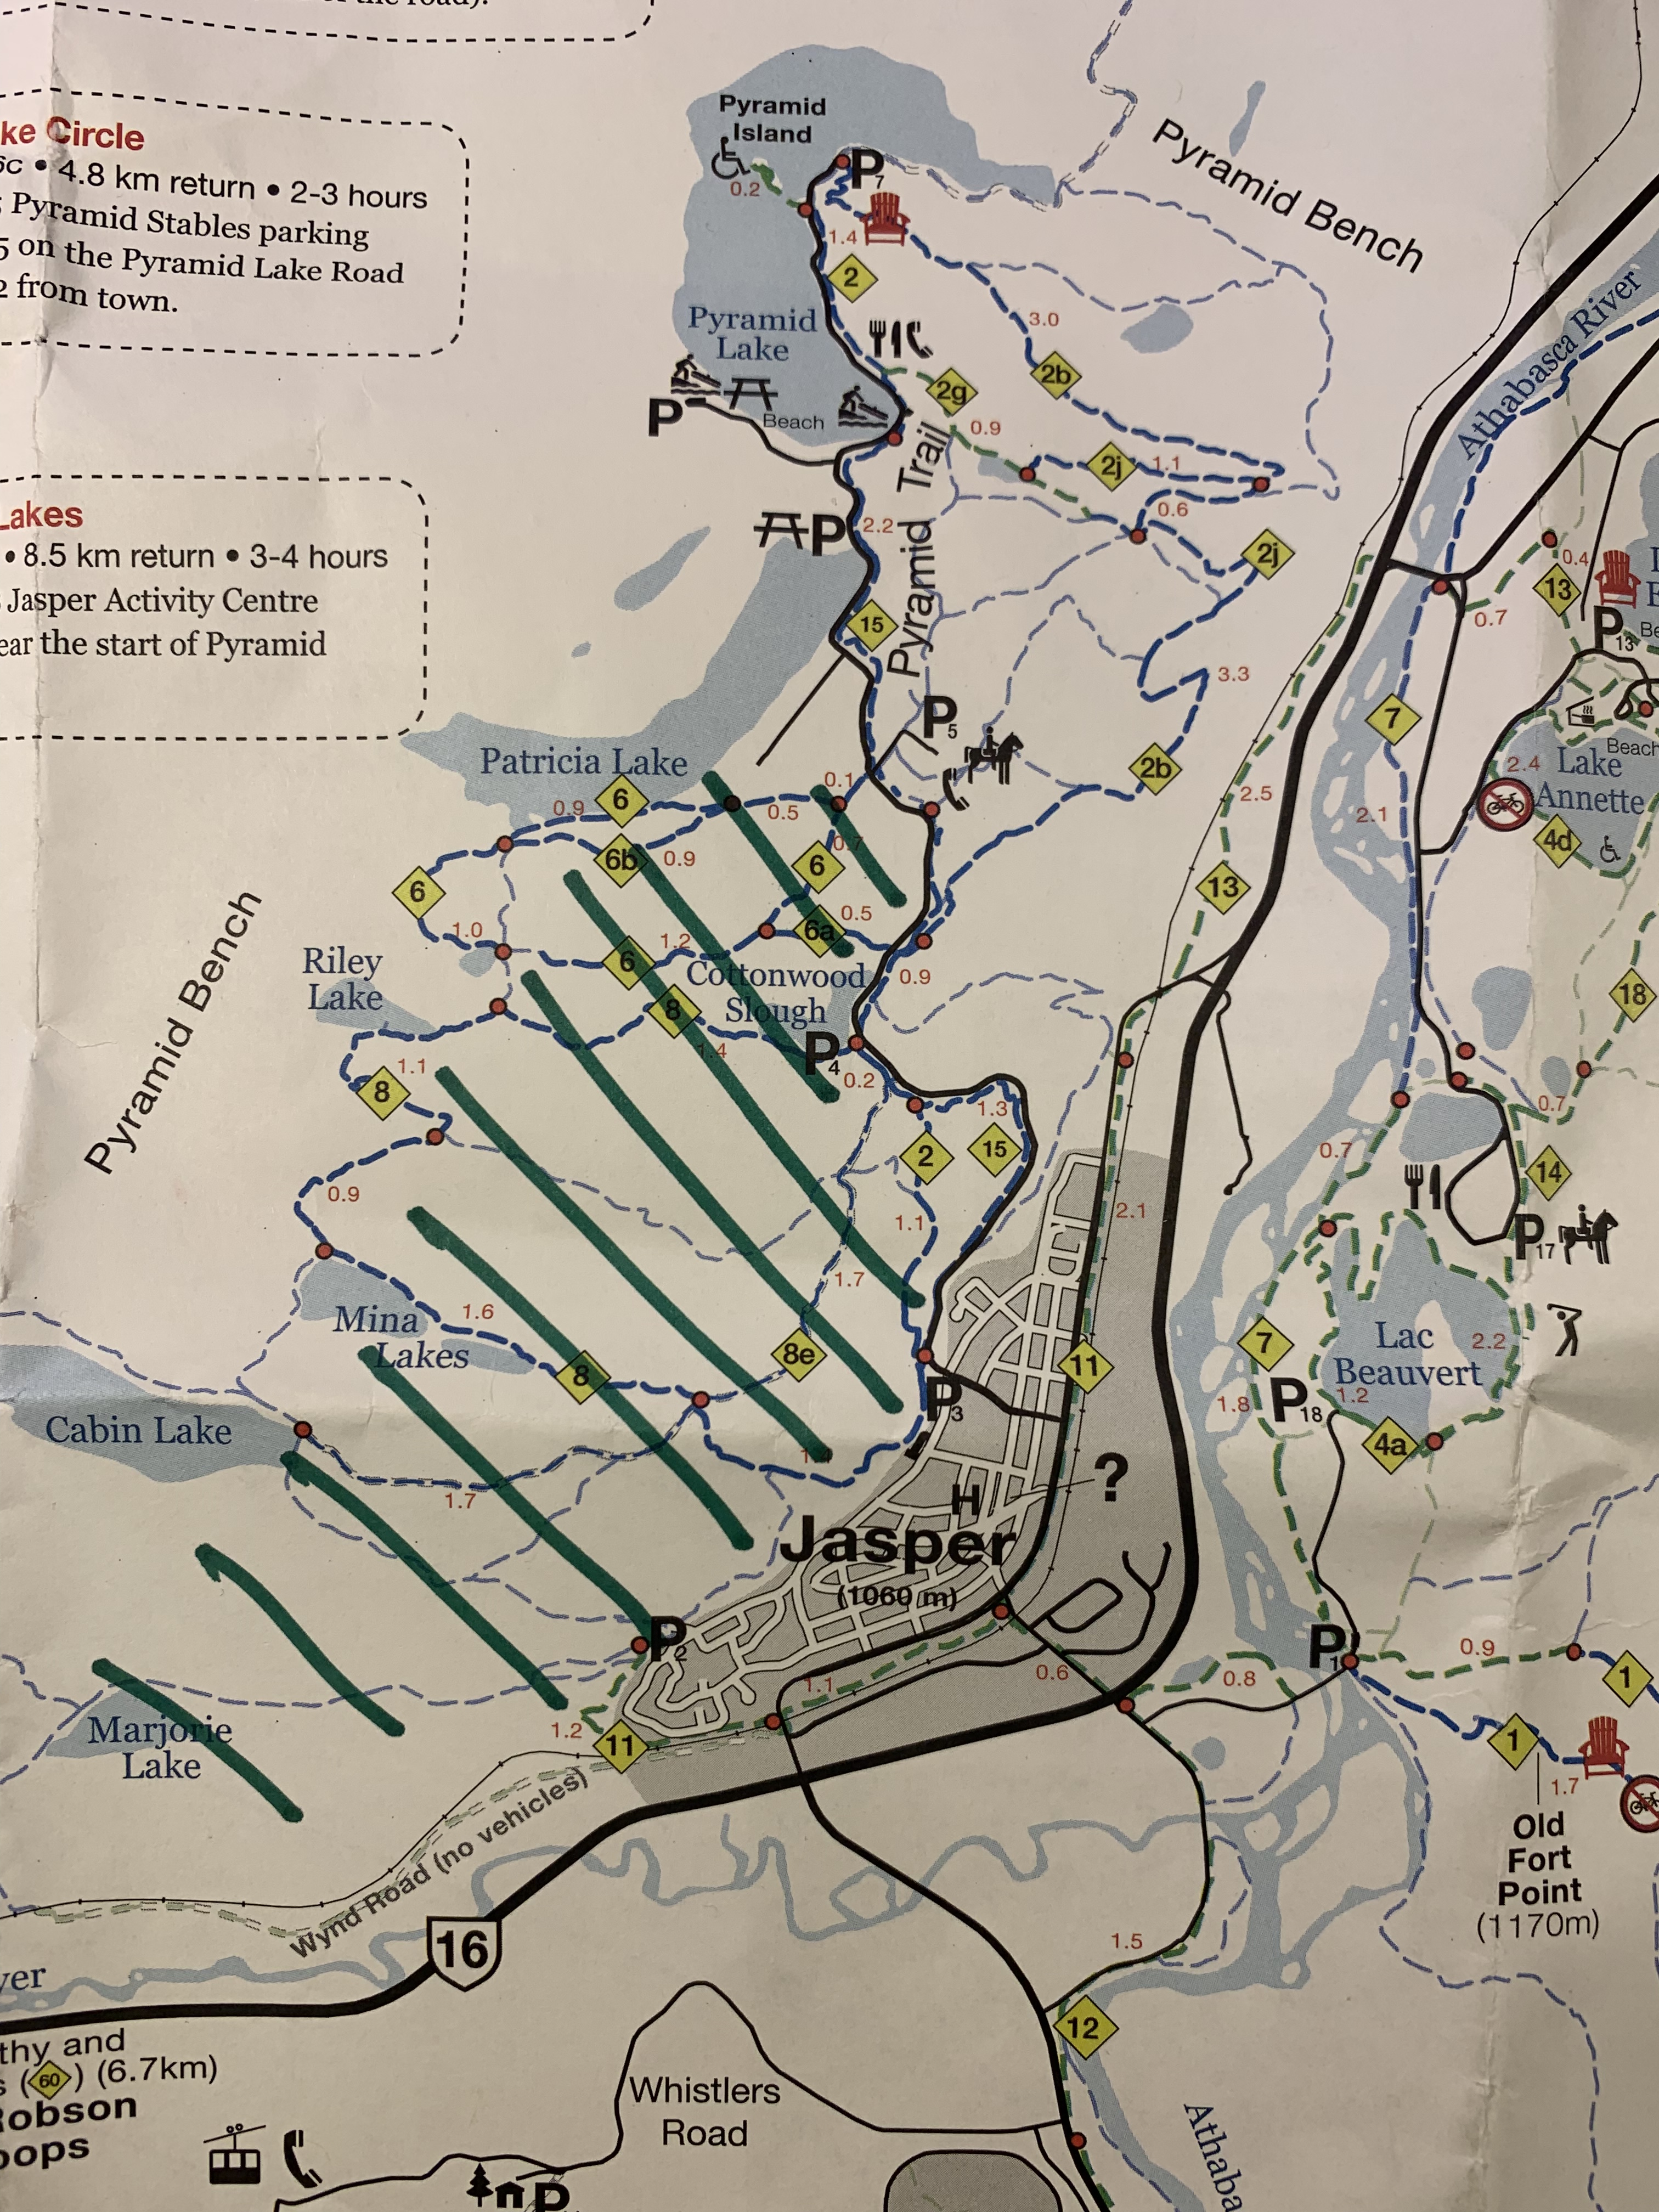 of the road).
ke Circle
6c • 4.8 km return • 2-3 hours
Pyramid Stables parking
5 on the Pyramid Lake Road
2 from town.
Lakes
• 8.5 km return • 3-4 hours
Jasper Activity Centre
ear the start of Pyramid
Pyramid
Island
0.2
P7
1.4
2
Pyramid Bench
3.0
Pyramid
Lake
2b
2g
P
Beach
0.9
2j
1.1
0.6
P
2.2
Pyramid Trail
2j
15
3.3
P5
2b
Athabasca River
0.4
13
0.7
P13
Be
7
2.1
Beach
2.4
Lake
Annette
4d
2.5
13
18
Patricia Lake
0.9
6
0.5
0.1
6b
0.9
6
0.7
6
0.5
6a
1.0
6
1.2
Pyramid Bench
Riley
Lake
Cottonwood
Slough
0.9
8
1.4
P4
0.2
1.1
8
1.3
2
15
0.9
1.1
2.1
1.7
0.7
0.7
14
P17
7
Lac
Beauvert
2.2
1.8
P18
1.2
4a
Mina
Lakes
1.6
8
8e
11
P3
Cabin Lake
1.7
?
H
Jasper
(1060 m)
P2
1.1
0.6
0.8
P1
0.9
1
1
1.7
Marjorie
Lake
1.2
11
Wynd Road (no vehicles)
16
Old
Fort
Point
(1170m)
1.5
12
yer
thy and
s (60) (6.7km)
Robson
oops
Whistlers
Road
P
Athaba